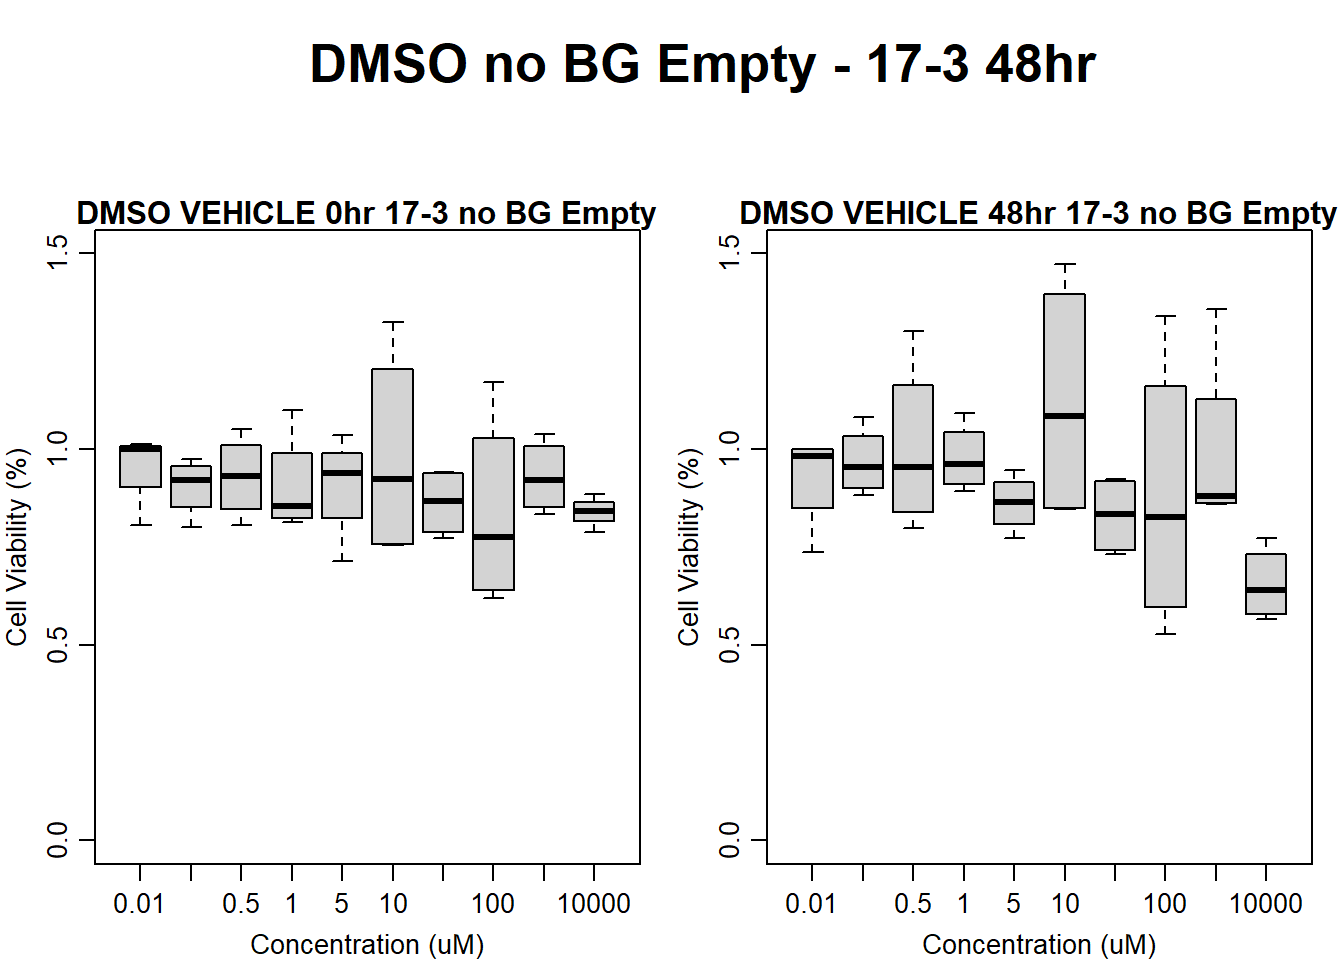 DMSO no BG Empty - 17-3 48hr
DMSO VEHICLE 0hr 17-3 no BG Empty
Cell Viability (%)
1.5
1.0
0.5
0.0
0.01 0.5 1 5 10 100 10000
Concentration (uM)
DMSO VEHICLE 48hr 17-3 no BG Empty
Cell Viability (%)
1.5
1.0
0.5
0.0
0.01 0.5 1 5 10 100 10000
Concentration (uM)